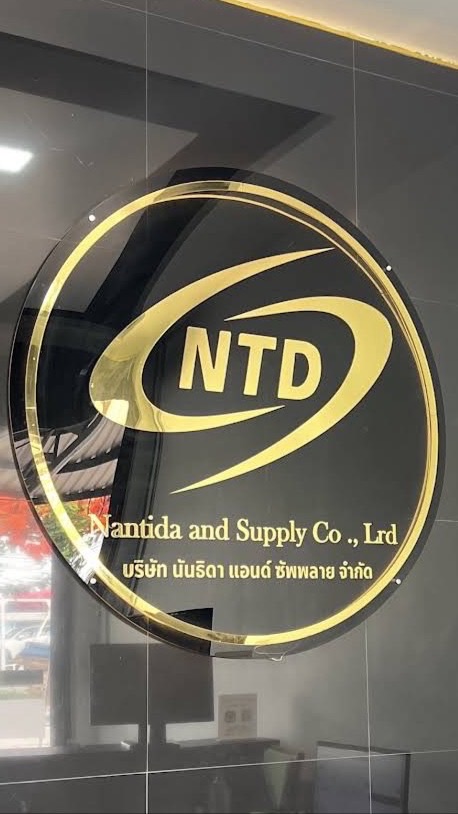 NTD
Nantida and Supply Co ., Lrd
บริษัท นันธิดา แอนด์ ซัพพลาย จำกัด